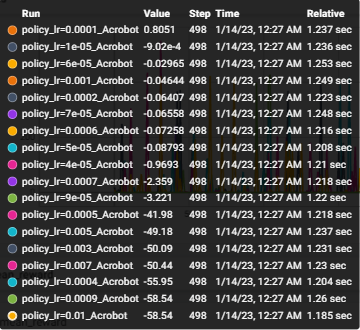 Run Value Step Time Relative
policy_lr=0.0001_Acrobot 0.8051 498 1/14/23, 12:27 AM 1.237 sec
policy_lr=1e-05_Acrobot -9.02e-4 498 1/14/23, 12:27 AM 1.236 sec
policy_lr=6e-05_Acrobot -0.02965 498 1/14/23, 12:27 AM 1.253 sec
policy_lr=0.001_Acrobot -0.04644 498 1/14/23, 12:27 AM 1.249 sec
policy_lr=0.0002_Acrobot -0.06407 498 1/14/23, 12:27 AM 1.223 sec
policy_lr=7e-05_Acrobot -0.06558 498 1/14/23, 12:27 AM 1.248 sec
policy_lr=0.0006_Acrobot -0.07258 498 1/14/23, 12:27 AM 1.216 sec
policy_lr=5e-05_Acrobot -0.08793 498 1/14/23, 12:27 AM 1.208 sec
policy_lr=4e-05_Acrobot -0.9693 498 1/14/23, 12:27 AM 1.21 sec
policy_lr=0.0007_Acrobot -2.359 498 1/14/23, 12:27 AM 1.218 sec
policy_lr=9e-05_Acrobot -3.221 498 1/14/23, 12:27 AM 1.22 sec
policy_lr=0.0005_Acrobot -41.98 498 1/14/23, 12:27 AM 1.218 sec
policy_lr=0.005_Acrobot -49.18 498 1/14/23, 12:27 AM 1.237 sec
policy_lr=0.003_Acrobot -50.09 498 1/14/23, 12:27 AM 1.231 sec
policy_lr=0.007_Acrobot -50.44 498 1/14/23, 12:27 AM 1.23 sec
policy_lr=0.0004_Acrobot -55.95 498 1/14/23, 12:27 AM 1.204 sec
policy_lr=0.0009_Acrobot -58.54 498 1/14/23, 12:27 AM 1.26 sec
policy_lr=0.01_Acrobot -58.54 498 1/14/23, 12:27 AM 1.185 sec